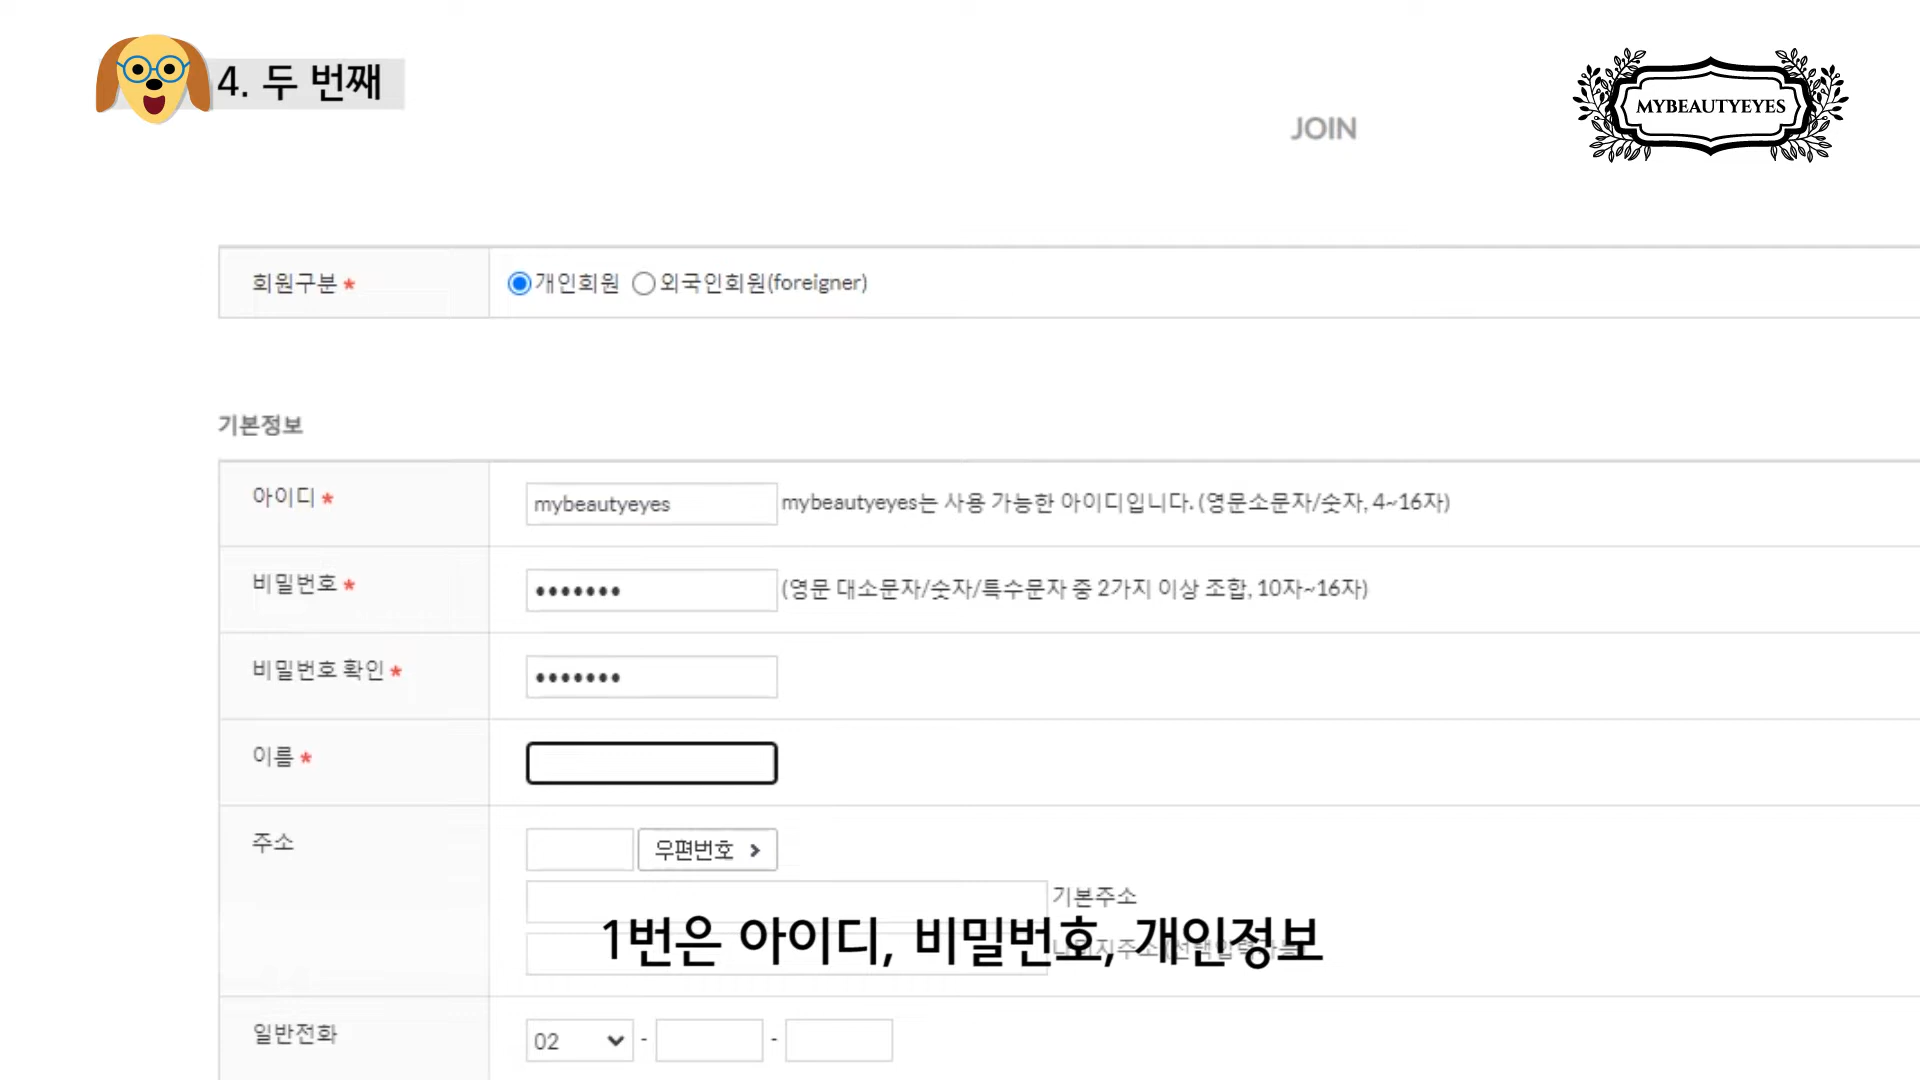 4. 두 번째
MYBEAUTYEYES
JOIN
회원구분 *
개인회원 외국인회원(foreigner)
기본정보
아이디 *
mybeautyeyes mybeautyeyes는 사용 가능한 아이디입니다. (영문소문자/숫자, 4~16자)
비밀번호 *
••••••• (영문 대소문자/숫자/특수문자 중 2가지 이상 조합, 10자~16자)
비밀번호 확인 *
•••••••
이름 *
주소
우편번호 >
기본주소
1번은 아이디, 비밀번호, 개인정보
일반전화
02 - -